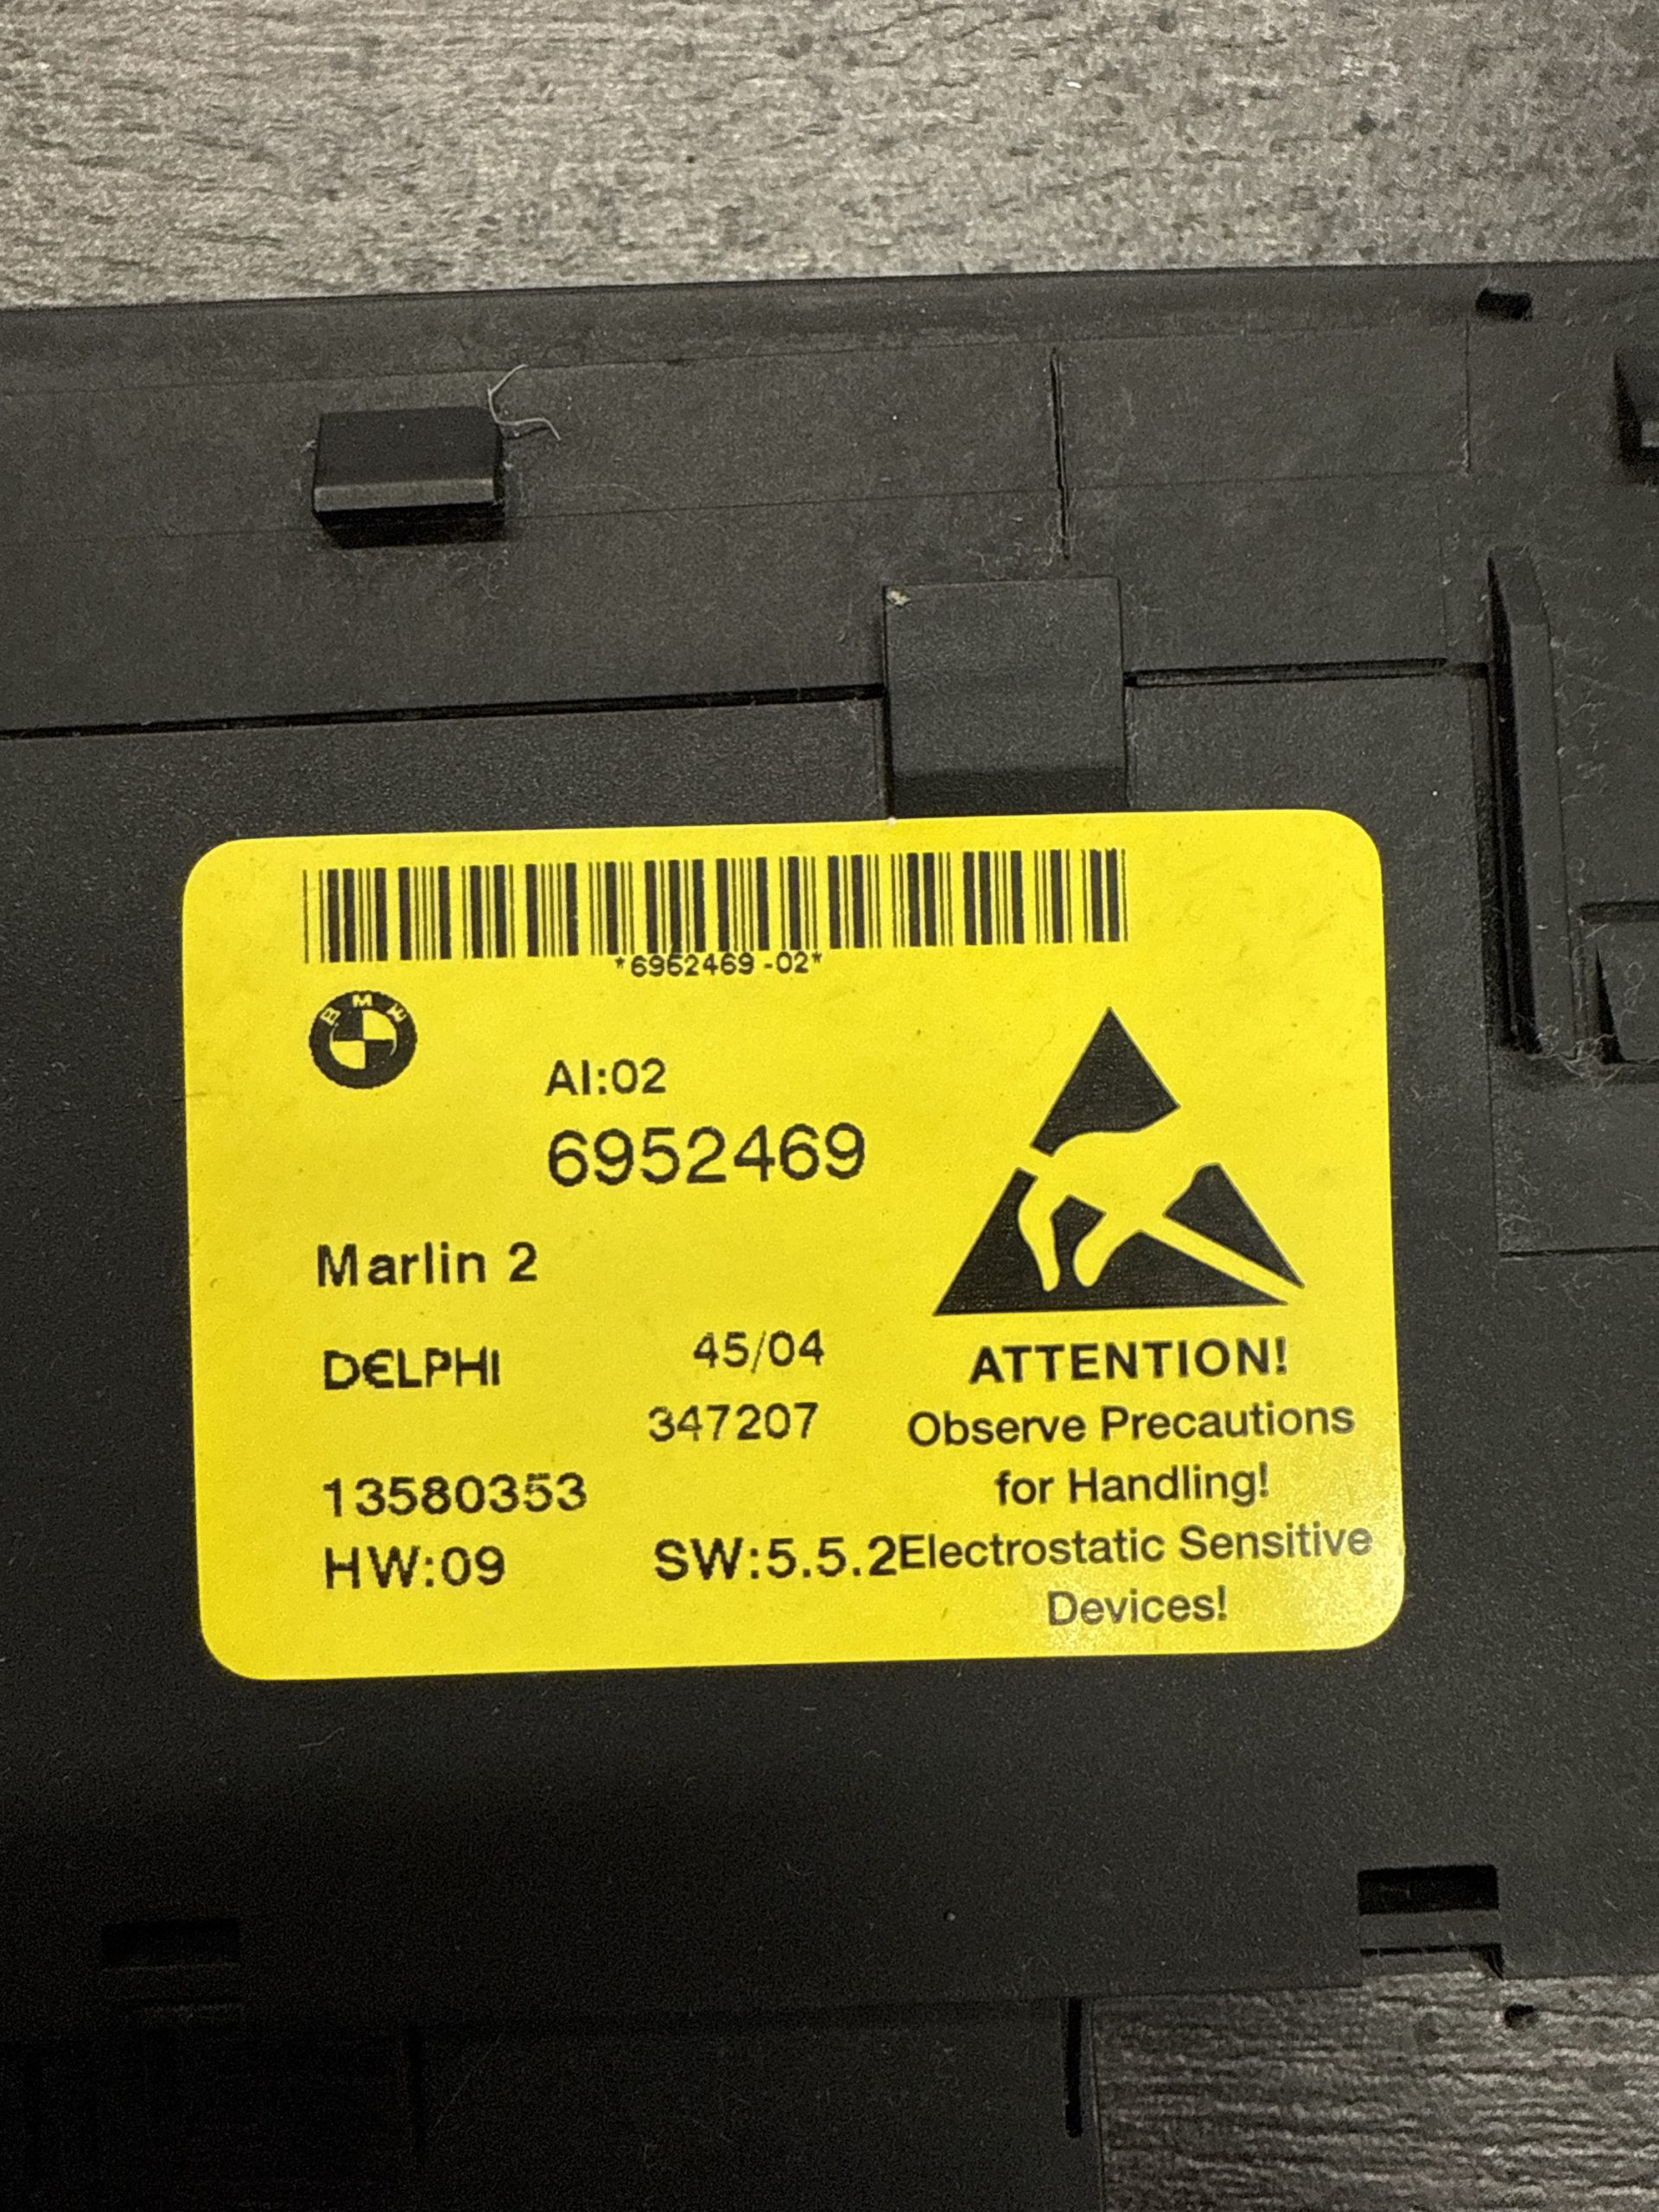 *6952469-02*
BMW
AI:02
6952469
Marlin 2
DELPHI 45/04
347207
13580353
HW:09 SW:5.5.2
ATTENTION!
Observe Precautions
for Handling!
Electrostatic Sensitive
Devices!